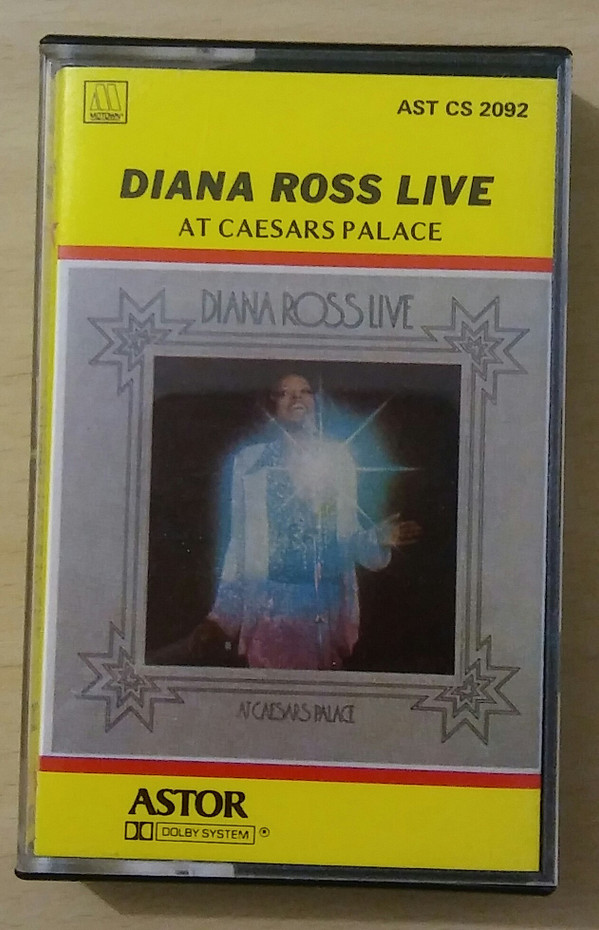 MOTOWN
AST CS 2092
DIANA ROSS LIVE
AT CAESARS PALACE
DIANA ROSS LIVE
AT CAESARS PALACE
ASTOR
DOLBY SYSTEM